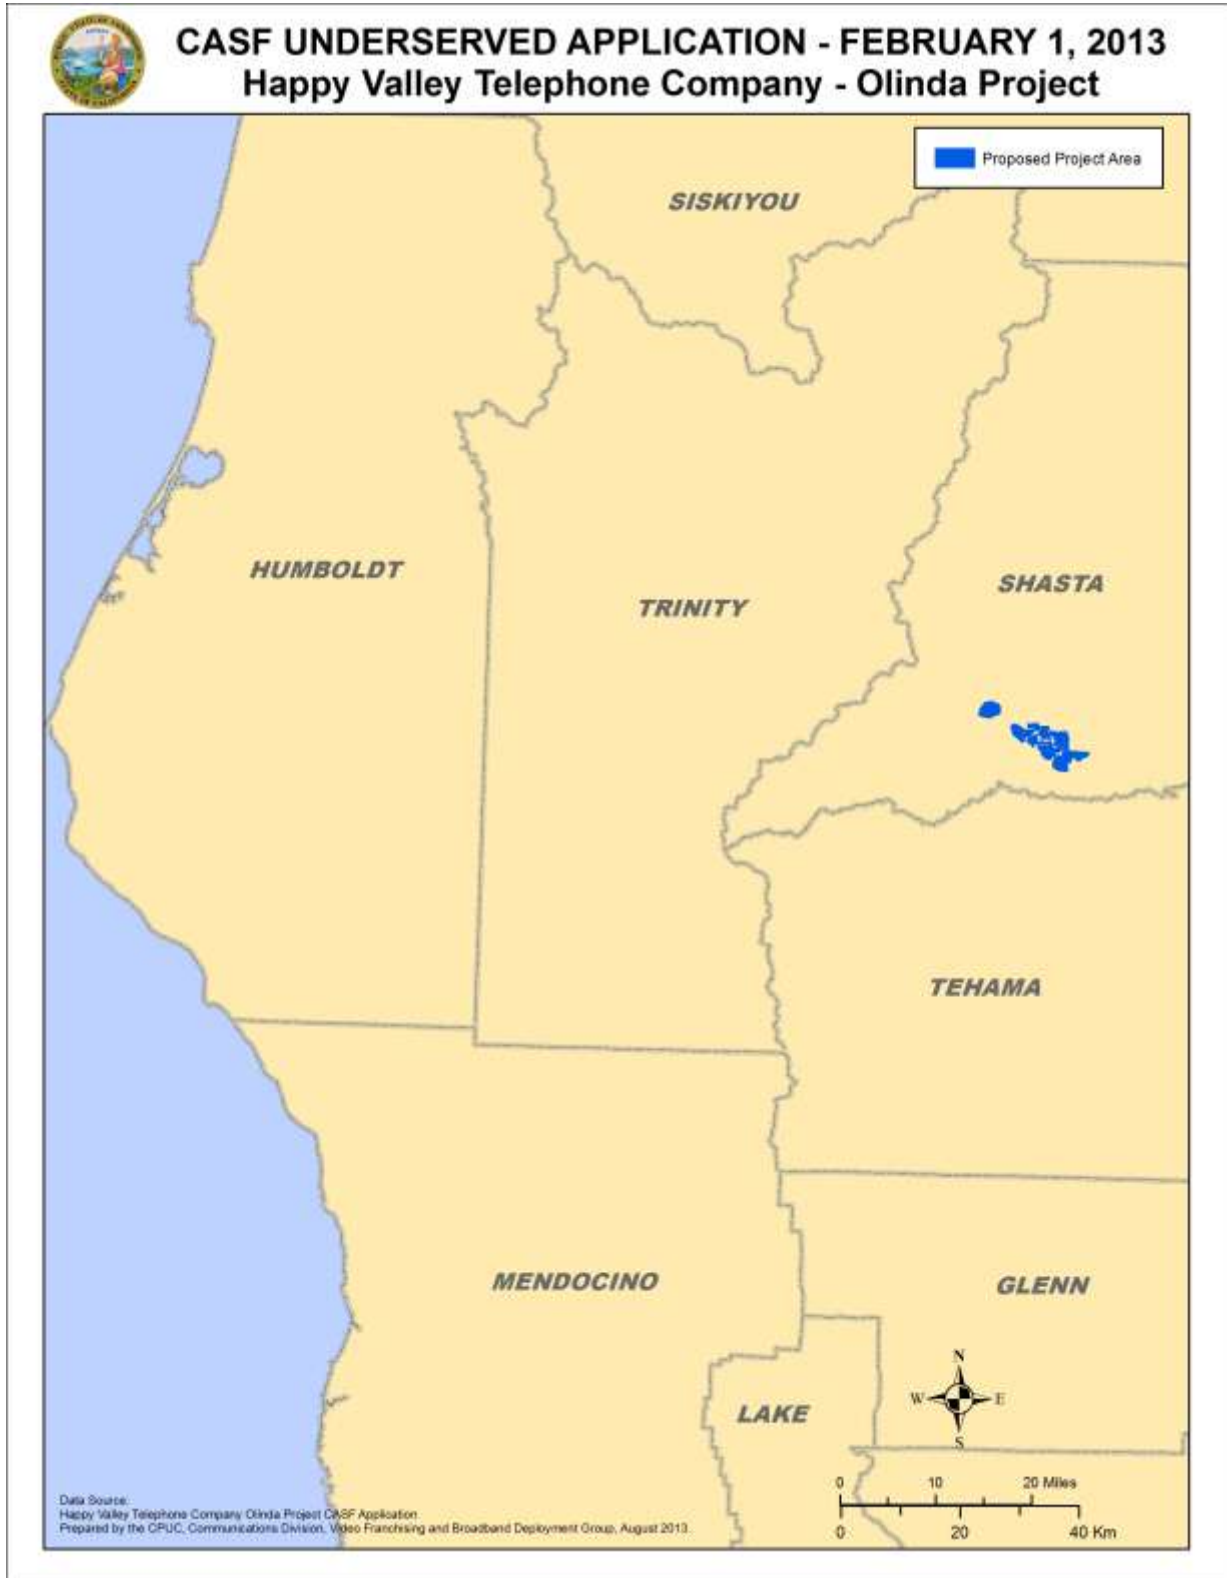 CASF UNDERSERVED APPLICATION - FEBRUARY 1, 2013
Happy Valley Telephone Company - Olinda Project
Proposed Project Area
SISKIYOU
HUMBOLDT
TRINITY
SHASTA
TEHAMA
MENDOCINO
GLENN
LAKE
N
W E
S
0 10 20 Miles
0 20 40 Km
Data Source:
Happy Valley Telephone Company Olinda Project CASF Application
Prepared by the CPUC, Communications Division, Video Franchising and Broadband Deployment Group, August 2013